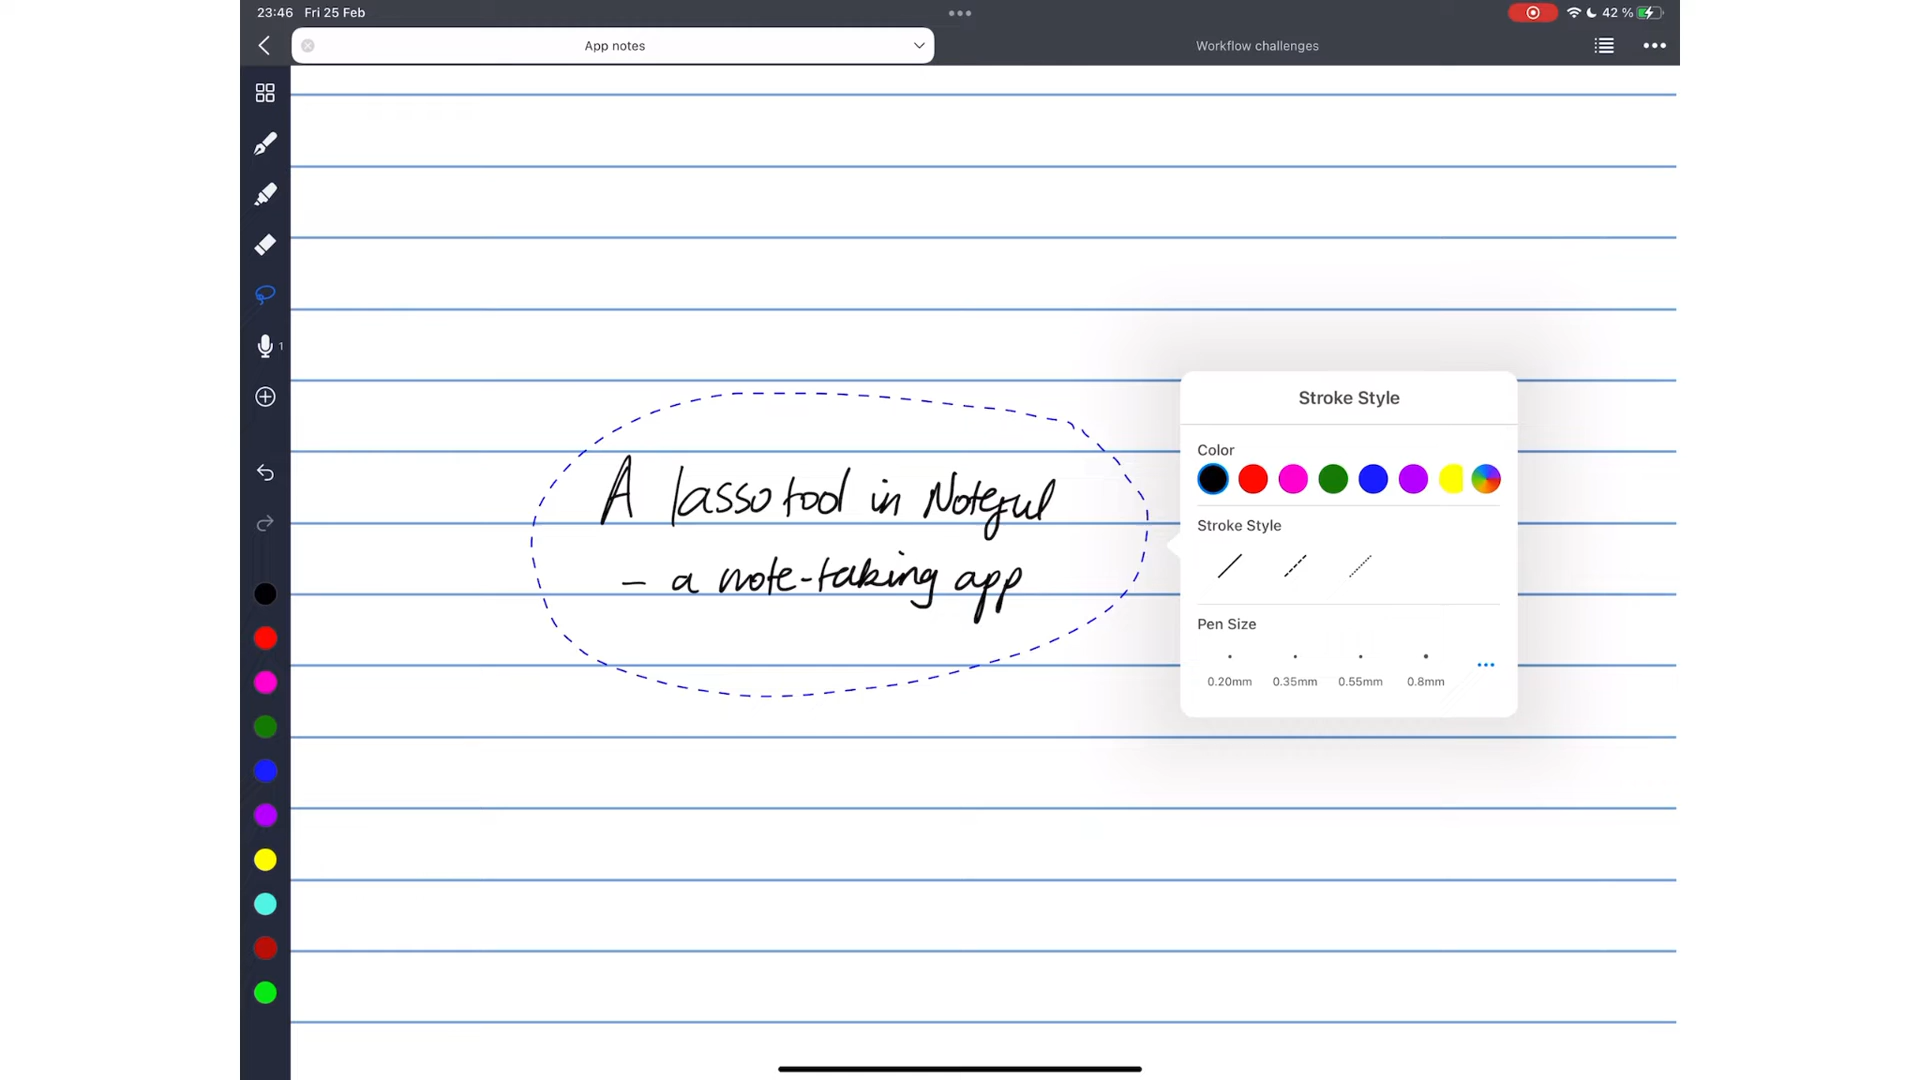 23:46 Fri 25 Feb
42 %
App notes
Workflow challenges
1
A lasso tool in Noteful
- a note-taking app
Stroke Style
Color
Stroke Style
Pen Size
0.20mm 0.35mm 0.55mm 0.8mm